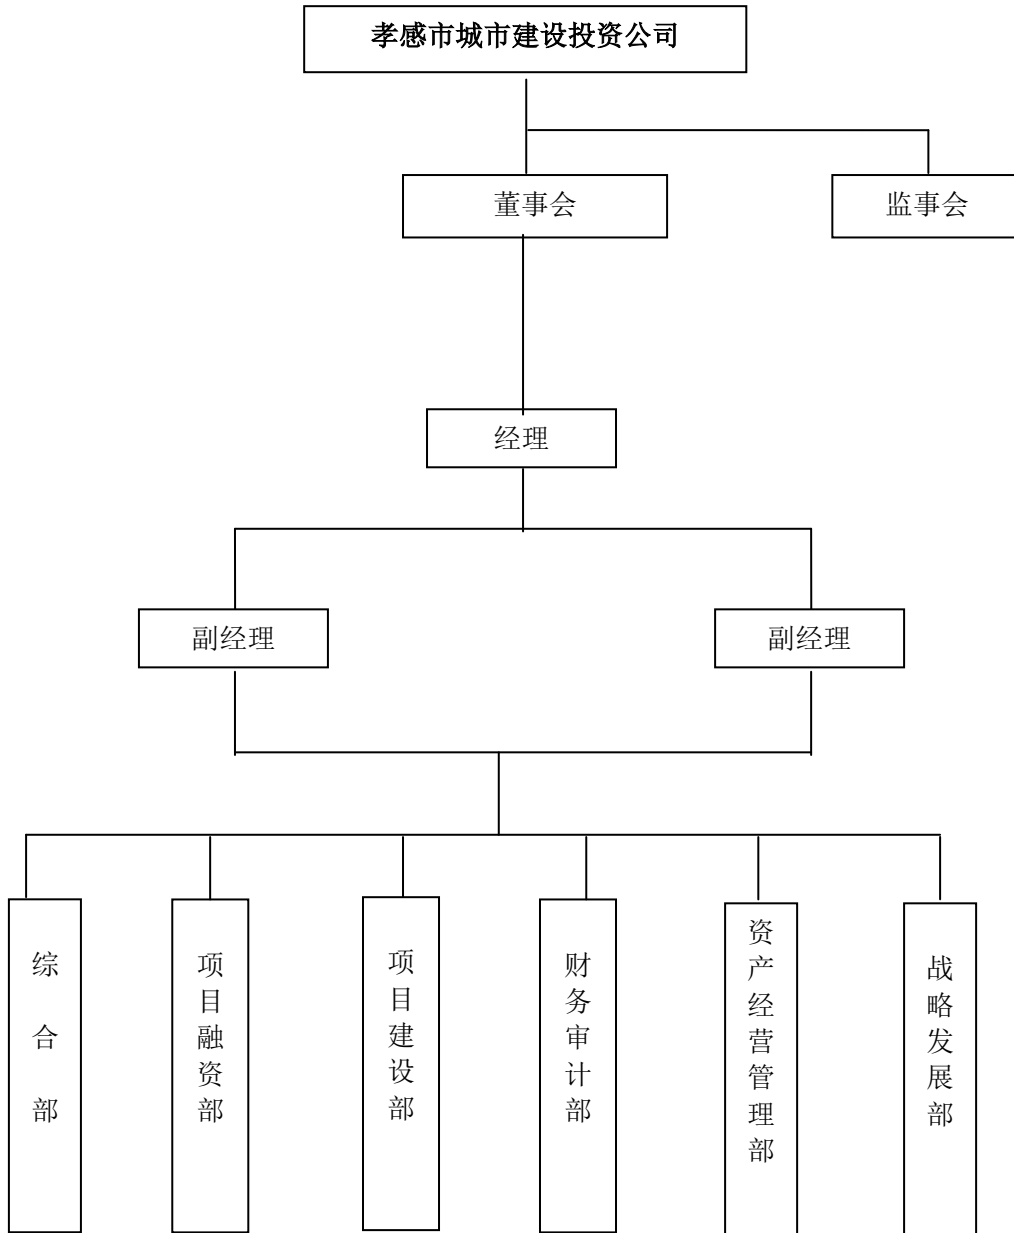 孝感市城市建设投资公司
董事会
监事会
经理
副经理
副经理
综合部
项目融资部
项目建设部
财务审计部
资产经营管理部
战略发展部